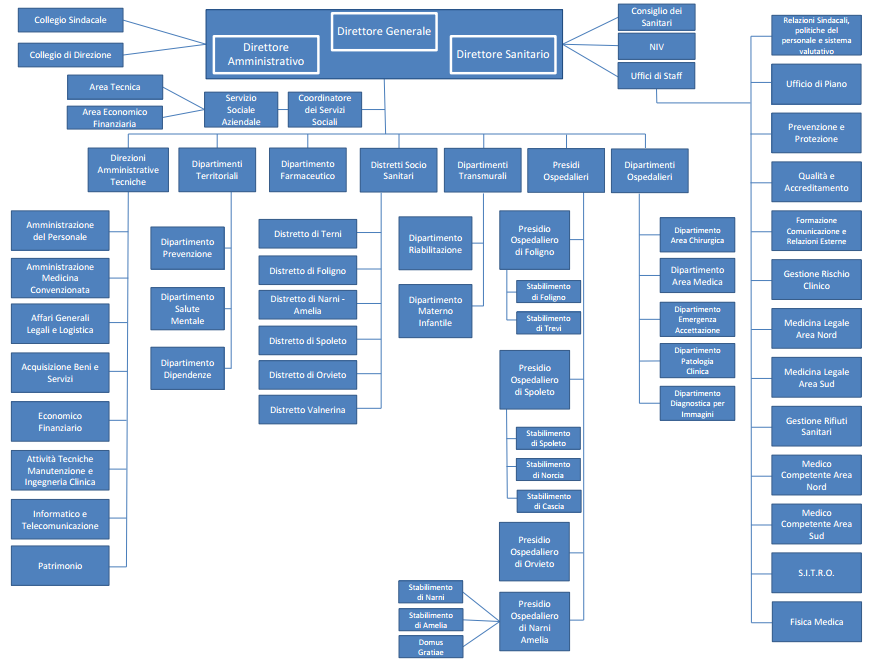 Collegio Sindacale
Collegio di Direzione
Direttore Generale
Direttore
Amministrativo
Direttore Sanitario
Consiglio dei
Sanitari
NIV
Uffici di Staff
Area Tecnica
Area Economico
Finanziaria
Servizio
Sociale
Aziendale
Coordinatore
dei Servizi
Sociali
Direzioni
Amministrative
Tecniche
Dipartimenti
Territoriali
Dipartimento
Farmaceutico
Distretti Socio
Sanitari
Dipartimenti
Transmurali
Presidi
Ospedalieri
Dipartimenti
Ospedalieri
Amministrazione
del Personale
Amministrazione
Medicina
Convenzionata
Affari Generali
Legali e Logistica
Acquisizione Beni e
Servizi
Economico
Finanziario
Attività Tecniche
Manutenzione e
Ingegneria Clinica
Informatico e
Telecomunicazione
Patrimonio
Dipartimento
Prevenzione
Dipartimento
Salute
Mentale
Dipartimento
Dipendenze
Distretto di Terni
Distretto di Foligno
Distretto di Narni -
Amelia
Distretto di Spoleto
Distretto di Orvieto
Distretto Valnerina
Dipartimento
Riabilitazione
Dipartimento
Materno
Infantile
Presidio
Ospedaliero
di Foligno
Stabilimento
di Foligno
Stabilimento
di Trevi
Presidio
Ospedaliero
di Spoleto
Stabilimento
di Spoleto
Stabilimento
di Norcia
Stabilimento
di Cascia
Presidio
Ospedaliero
di Orvieto
Presidio
Ospedaliero
di Narni
Amelia
Stabilimento
di Narni
Stabilimento
di Amelia
Domus
Gratiae
Dipartimento
Area Chirurgica
Dipartimento
Area Medica
Dipartimento
Emergenza
Accettazione
Dipartimento
Patologia
Clinica
Dipartimento
Diagnostica per
Immagini
Relazioni Sindacali,
politiche del
personale e sistema
valutativo
Ufficio di Piano
Prevenzione e
Protezione
Qualità e
Accreditamento
Formazione
Comunicazione e
Relazioni Esterne
Gestione Rischio
Clinico
Medicina Legale
Area Nord
Medicina Legale
Area Sud
Gestione Rifiuti
Sanitari
Medico
Competente Area
Nord
Medico
Competente Area
Sud
S.I.T.R.O.
Fisica Medica